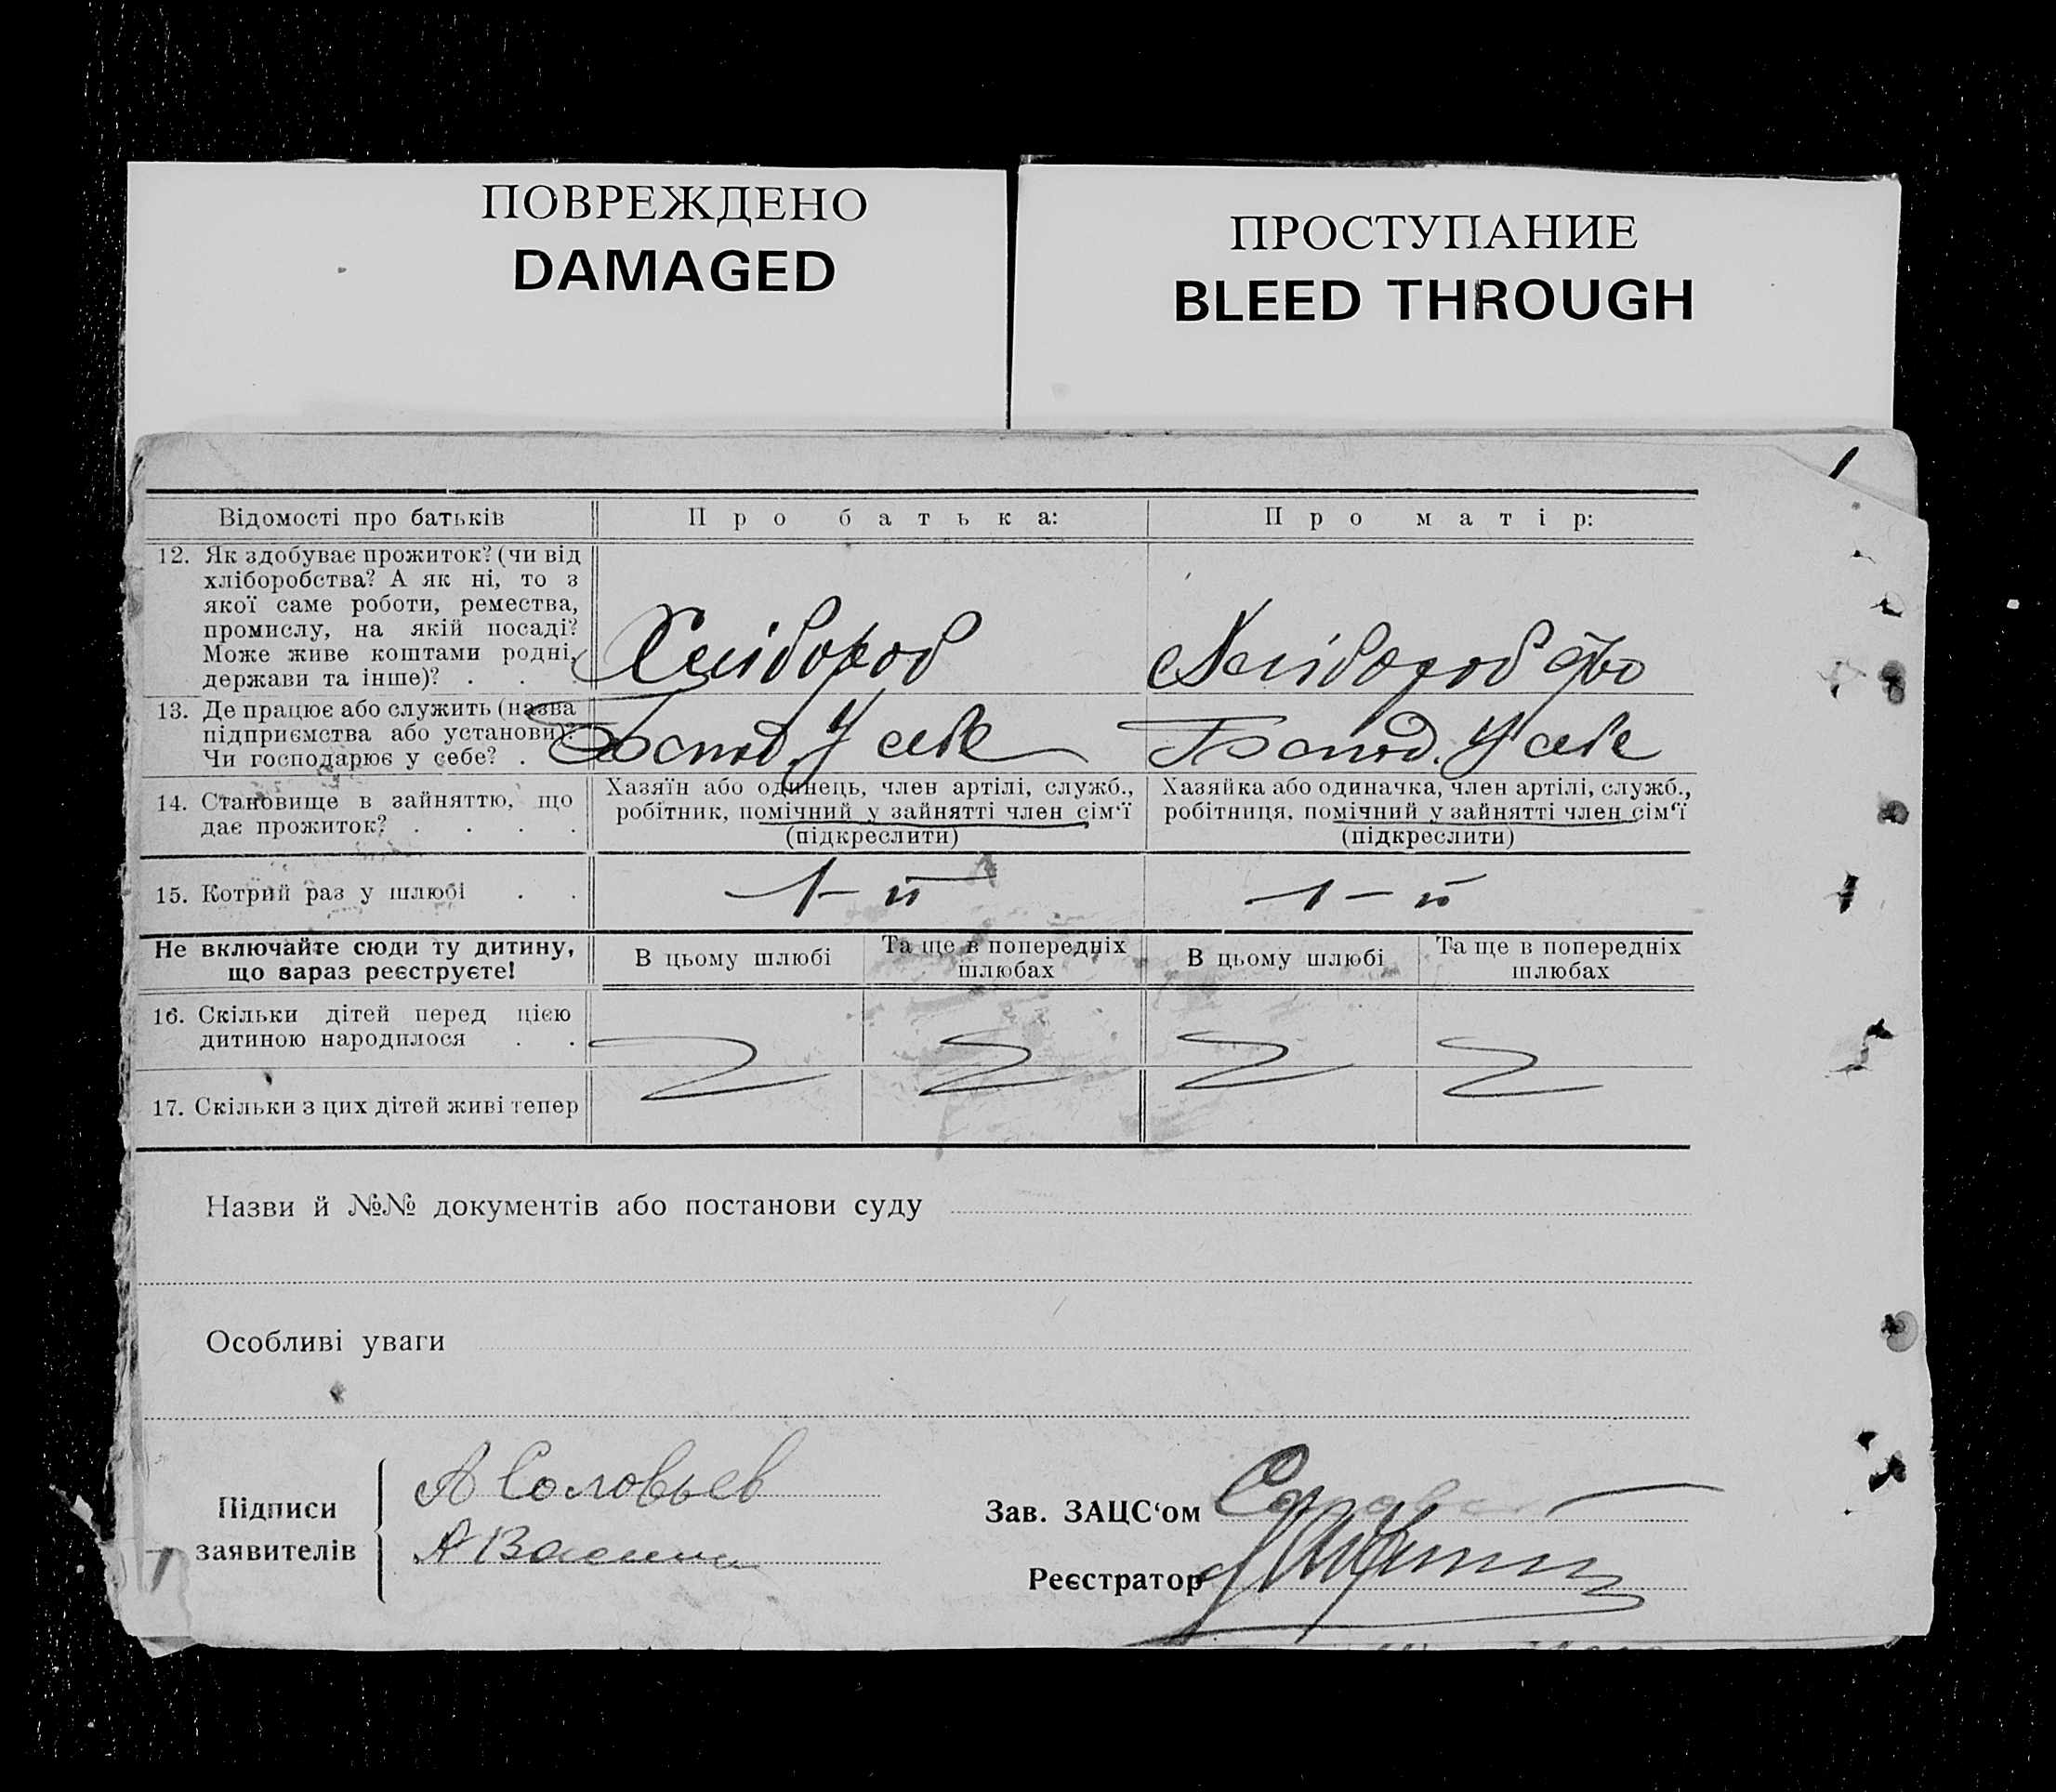 ПОВРЕЖДЕНО
DAMAGED
ПРОСТУПАНИЕ
BLEED THROUGH
Відомості про батьків
Про батька:
Про матір:
12. Як здобуває прожиток? (чи від
хліборобства? А як ні, то з
якої саме роботи, ремества,
промислу, на якій посаді?
Може живе коштами родні,
держави та інше)? . . .
Хлібороб
Хліборобство
13. Де працює або служить (назва
підприємства або установи)?
Чи господарює у себе? .
Господ. У себе
Господ. У себе
14. Становище в зайняттю, що
дає прожиток? . . . .
Хазяїн або одинець, член артілі, служб.,
робітник, помічний у зайнятті член сім‘ї
(підкреслити)
Хазяйка або одиначка, член артілі, служб.,
робітниця, помічний у зайнятті член сім‘ї
(підкреслити)
15. Котрий раз у шлюбі . .
1-й
1-й
Не включайте сюди ту дитину,
що зараз реєструєте!
В цьому шлюбі
Та ще в попередніх
шлюбах
В цьому шлюбі
Та ще в попередніх
шлюбах
16. Скільки дітей перед цією
дитиною народилося . .
17. Скільки з цих дітей живі тепер
Назви й №№ документів або постанови суду
Особливі уваги
Підписи
заявителів
А Соловьев
А
Зав. ЗАЦС‘ом
Реєстратор